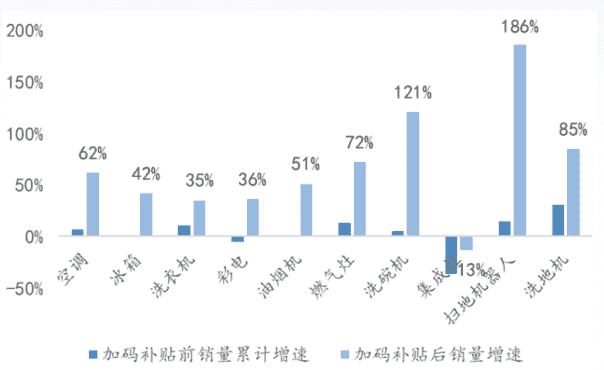 200%
150%
100%
50%
0%
-50%
62%
42%
35%
36%
51%
72%
121%
-13%
186%
85%
空调
冰箱
洗衣机
彩电
油烟机
燃气灶
洗碗机
集成灶
扫地机器人
洗地机
加码补贴前销量累计增速
加码补贴后销量增速